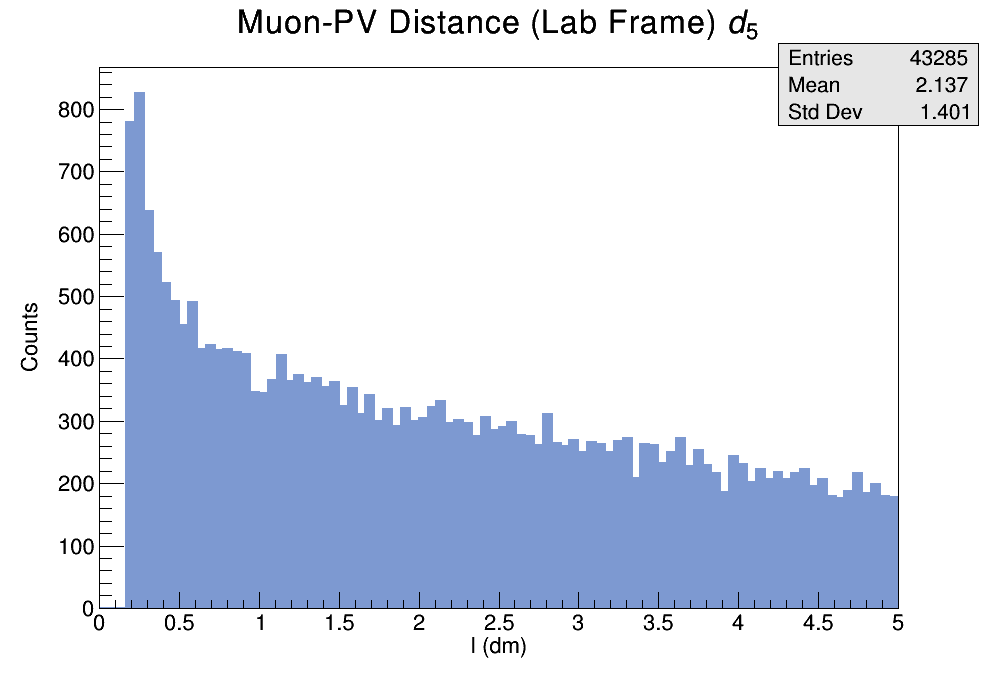 Muon-PV Distance (Lab Frame) d5
Entries 43285
Mean 2.137
Std Dev 1.401
800
700
600
500
400
300
200
100
0
Counts
0 0.5 1 1.5 2 2.5 3 3.5 4 4.5 5
l (dm)